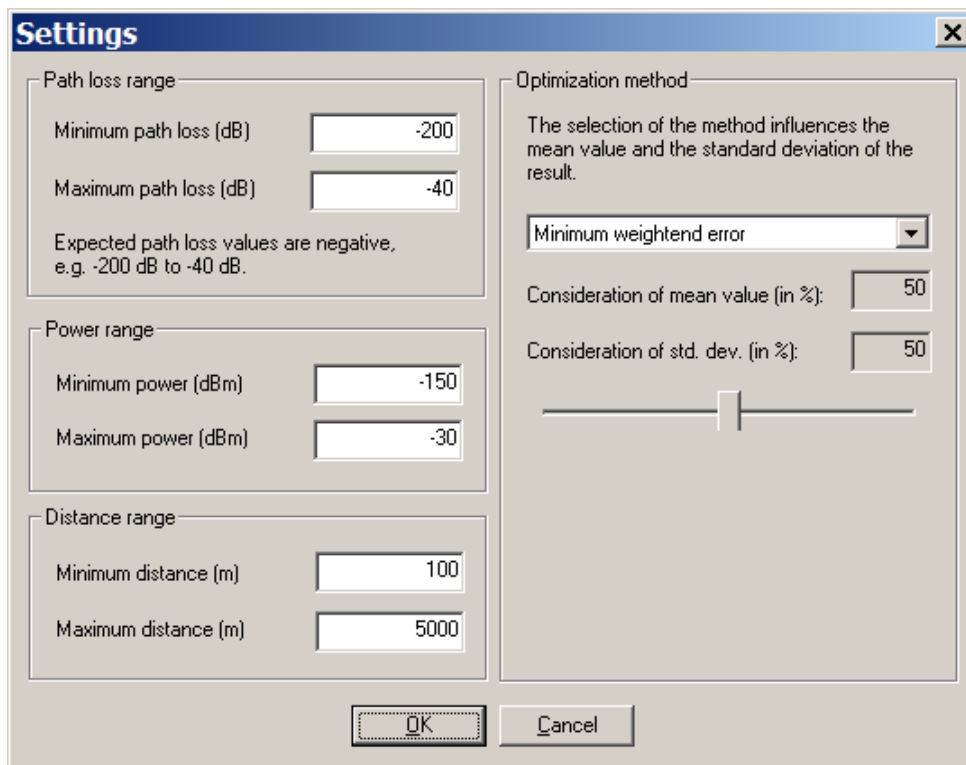 Settings
Path loss range
Minimum path loss (dB) -200
Maximum path loss (dB) -40
Expected path loss values are negative,
e.g. -200 dB to -40 dB.
Power range
Minimum power (dBm) -150
Maximum power (dBm) -30
Distance range
Minimum distance (m) 100
Maximum distance (m) 5000
Optimization method
The selection of the method influences the
mean value and the standard deviation of the
result.
Minimum weightend error
Consideration of mean value (in %): 50
Consideration of std. dev. (in %): 50
OK
Cancel